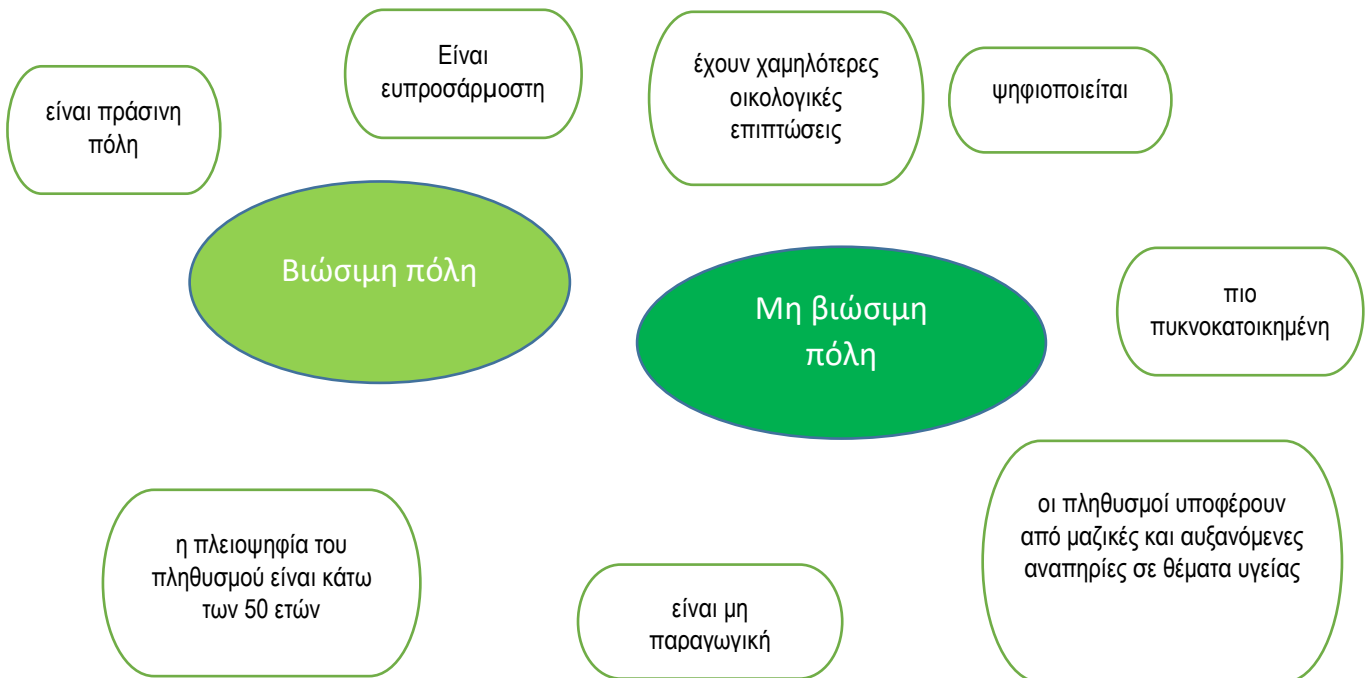 είναι πράσινη
πόλη
Είναι
ευπροσάρμοστη
έχουν χαμηλότερες
οικολογικές
επιπτώσεις
ψηφιοποιείται
Βιώσιμη πόλη
Μη βιώσιμη
πόλη
πιο
πυκνοκατοικημένη
η πλειοψηφία του
πληθυσμού είναι κάτω
των 50 ετών
είναι μη
παραγωγική
οι πληθυσμοί υποφέρουν
από μαζικές και αυξανόμενες
αναπηρίες σε θέματα υγείας